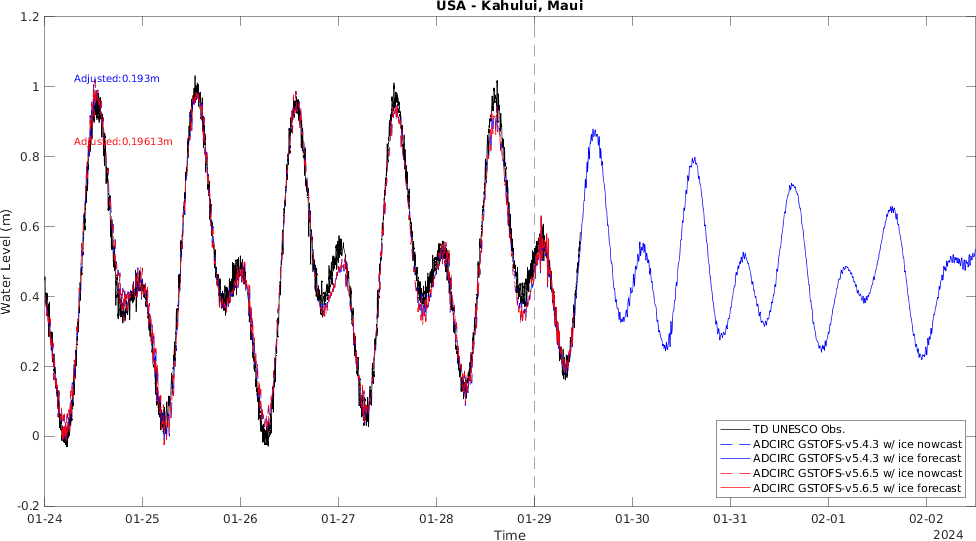 USA - Kahului, Maui
1.2
1
0.8
0.6
0.4
0.2
0
-0.2
Water Level (m)
Adjusted:0.193m
Adjusted:0.19613m
TD UNESCO Obs.
ADCIRC GSTOFS-v5.4.3 w/ ice nowcast
ADCIRC GSTOFS-v5.4.3 w/ ice forecast
ADCIRC GSTOFS-v5.6.5 w/ ice nowcast
ADCIRC GSTOFS-v5.6.5 w/ ice forecast
01-24 01-25 01-26 01-27 01-28 01-29 01-30 01-31 02-01 02-02
Time
2024